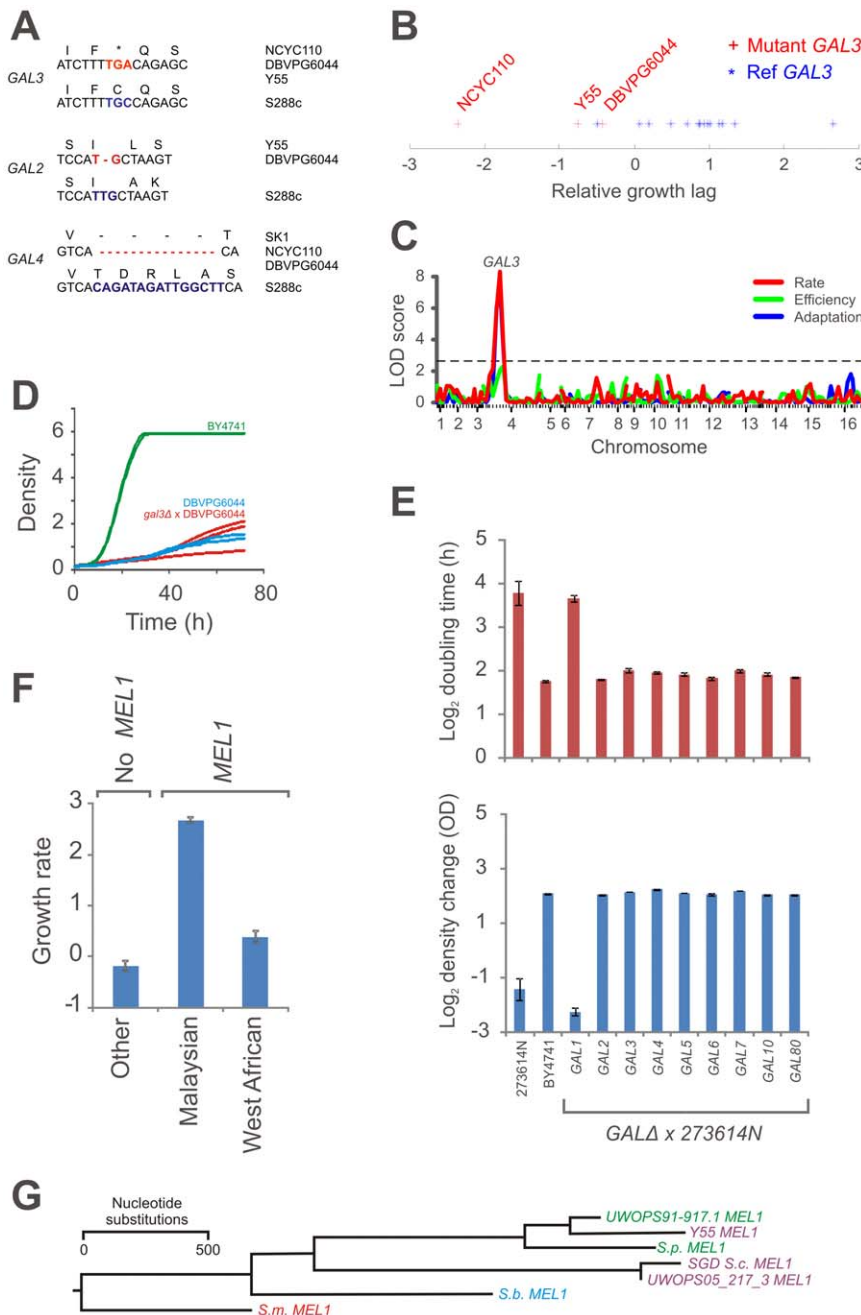 A
I F * Q S NCYC110
GAL3 ATCTTTTGACAGAGC DBVPG6044
Y55
I F C Q S
ATCTTTTGCCAGAGC S288c
S I L S Y55
GAL2 TCCAT-GCTAAGT DBVPG6044
S I A K
TCCATTTGCTAAGT S288c
V - - - - T SK1
GAL4 GTCA---------------CA NCYC110
DBVPG6044
V T D R L A S
GTCACAGATAGATTGGCTTCA S288c
B
+ Mutant GAL3
* Ref GAL3
NCYC110
Y55
DBVPG6044
-3 -2 -1 0 1 2 3
Relative growth lag
C
GAL3
Rate
Efficiency
Adaptation
LOD score
8
6
4
2
0
1 2 3 4 5 6 7 8 9 10 11 12 13 14 15 16
Chromosome
D
BY4741
DBVPG6044
gal3Δ x DBVPG6044
Density
6
4
2
0
0 40 80
Time (h)
E
Log2 doubling time (h)
5
4
3
2
1
0
Log2 density change (OD)
5
3
1
-1
-3
273614N BY4741 GAL1 GAL2 GAL3 GAL4 GAL5 GAL6 GAL7 GAL10 GAL80
GALΔ x 273614N
F
No MEL1
MEL1
Growth rate
3
2
1
0
-1
Other
Malaysian
West African
G
Nucleotide
substitutions
0 500
UWOPS91-917.1 MEL1
Y55 MEL1
S.p. MEL1
SGD S.c. MEL1
UWOPS05_217_3 MEL1
S.b. MEL1
S.m. MEL1